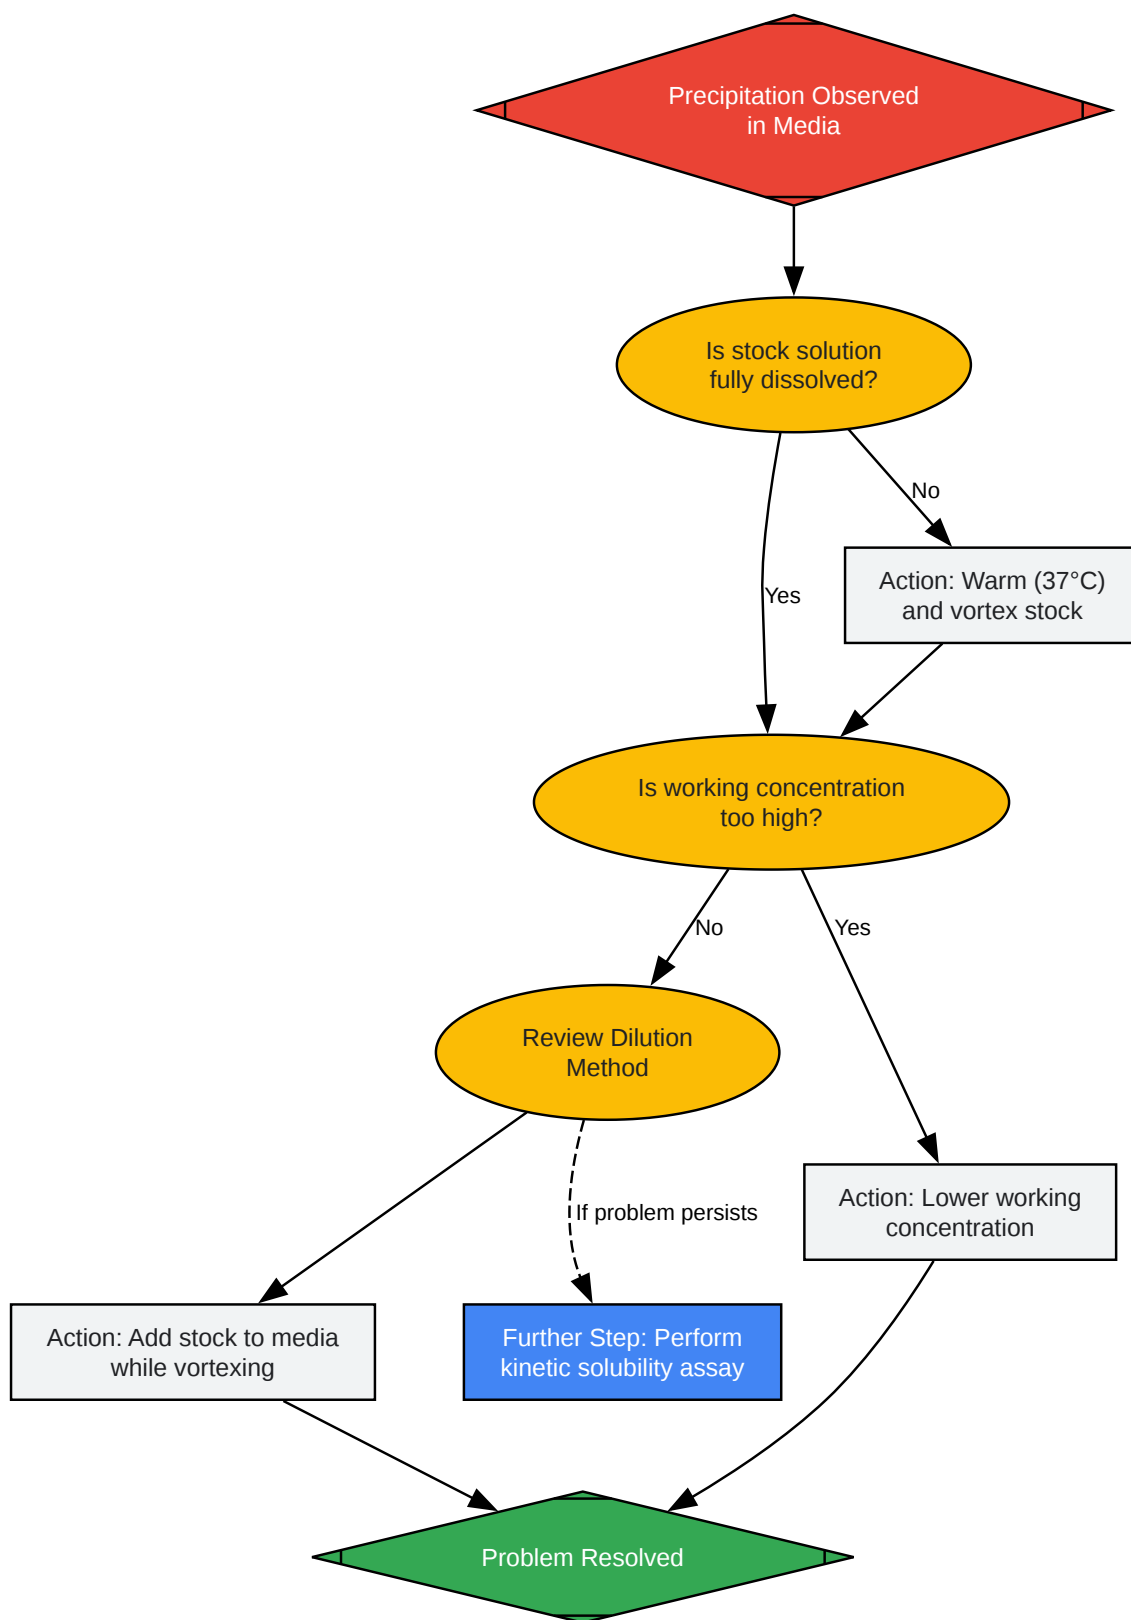 Precipitation Observed
in Media
Is stock solution
fully dissolved?
No
Action: Warm (37°C)
and vortex stock
Yes
Is working concentration
too high?
No
Yes
Review Dilution
Method
Action: Lower working
concentration
If problem persists
Action: Add stock to media
while vortexing
Further Step: Perform
kinetic solubility assay
Problem Resolved